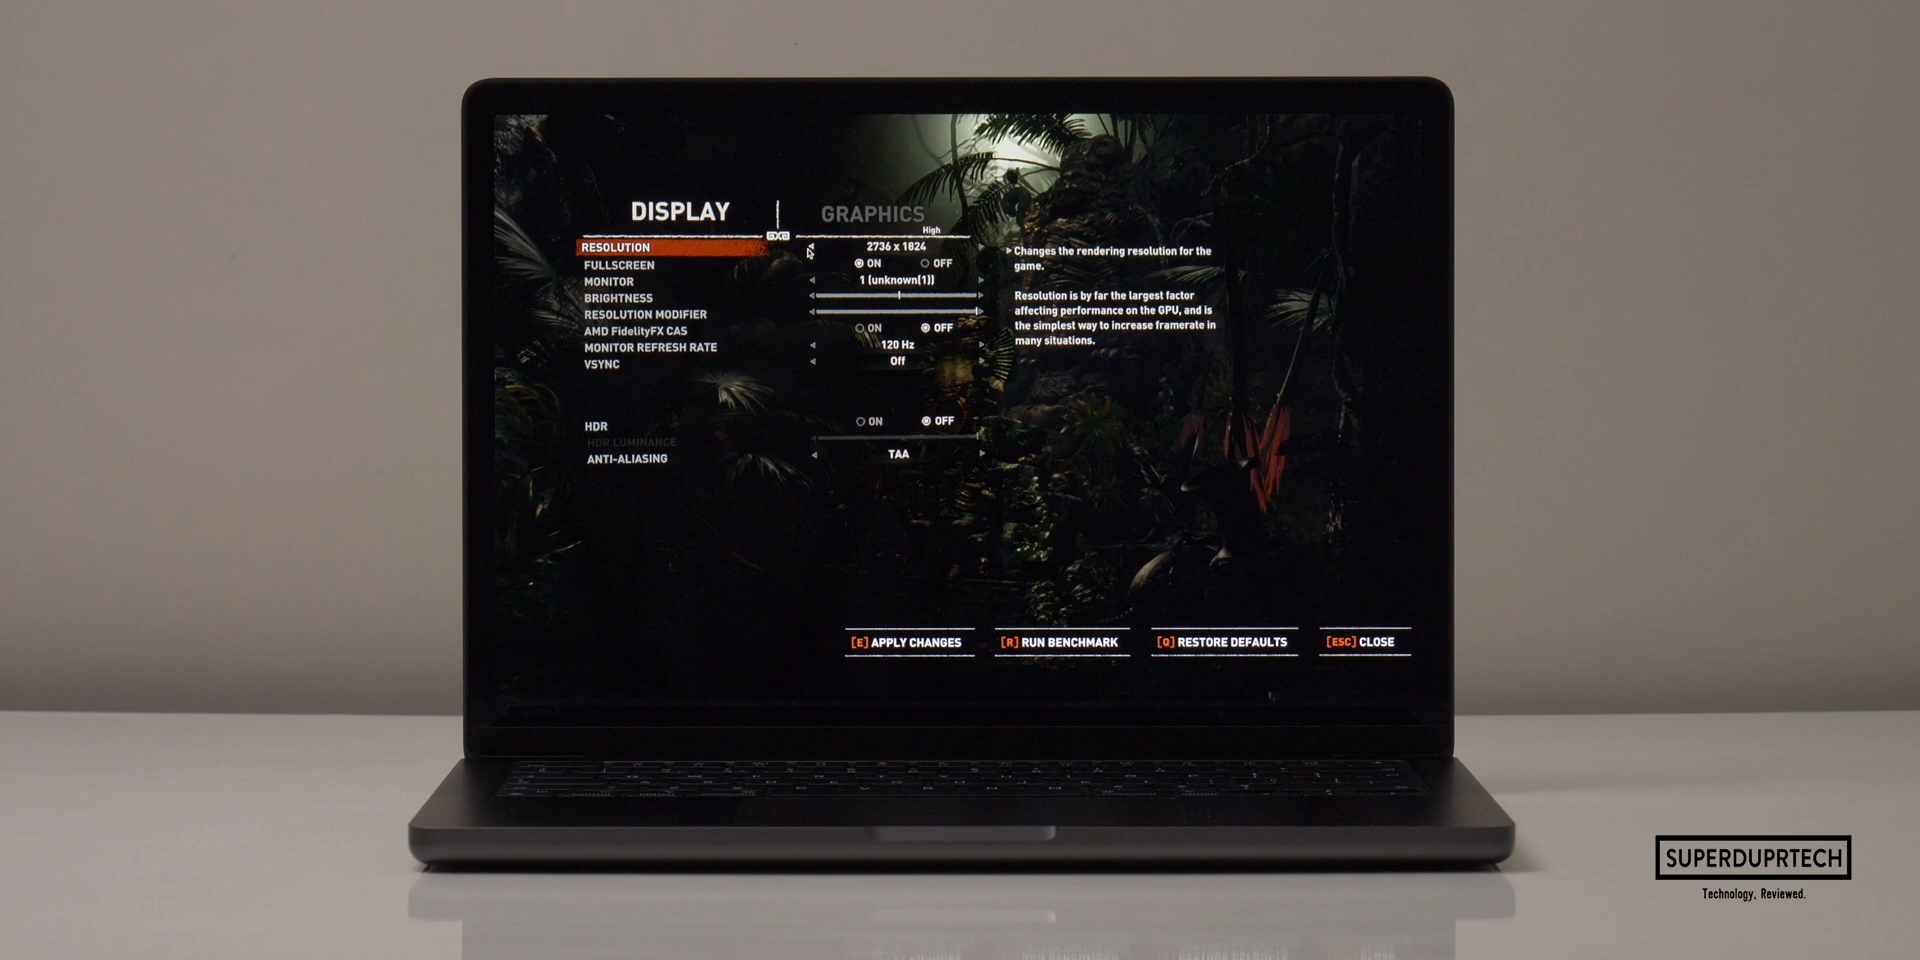 DISPLAY
GRAPHICS
High
RESOLUTION
2736 x 1824
FULLSCREEN
ON OFF
MONITOR
1 (unknown(1))
BRIGHTNESS
RESOLUTION MODIFIER
AMD FidelityFX CAS
ON OFF
MONITOR REFRESH RATE
120 Hz
VSYNC
Off
HDR
ON OFF
HDR LUMINANCE
ANTI-ALIASING
TAA
Changes the rendering resolution for the
game.
Resolution is by far the largest factor
affecting performance on the GPU, and is
the simplest way to increase framerate in
many situations.
[E] APPLY CHANGES
[R] RUN BENCHMARK
[Q] RESTORE DEFAULTS
[ESC] CLOSE
SUPERDUPRTECH
Technology, Reviewed.